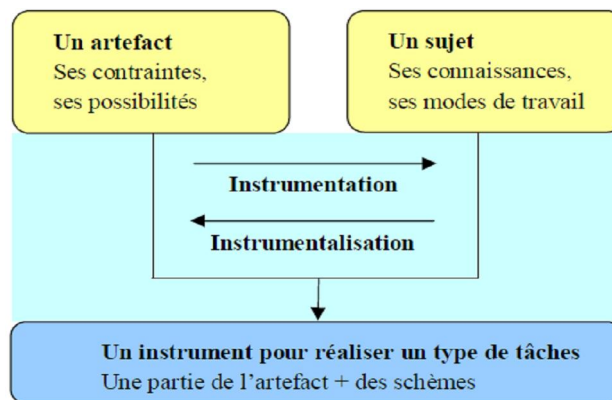 Un artefact
Ses contraintes,
ses possibilités
Un sujet
Ses connaissances,
ses modes de travail
Instrumentation
Instrumentalisation
Un instrument pour réaliser un type de tâches
Une partie de l'artefact + des schèmes